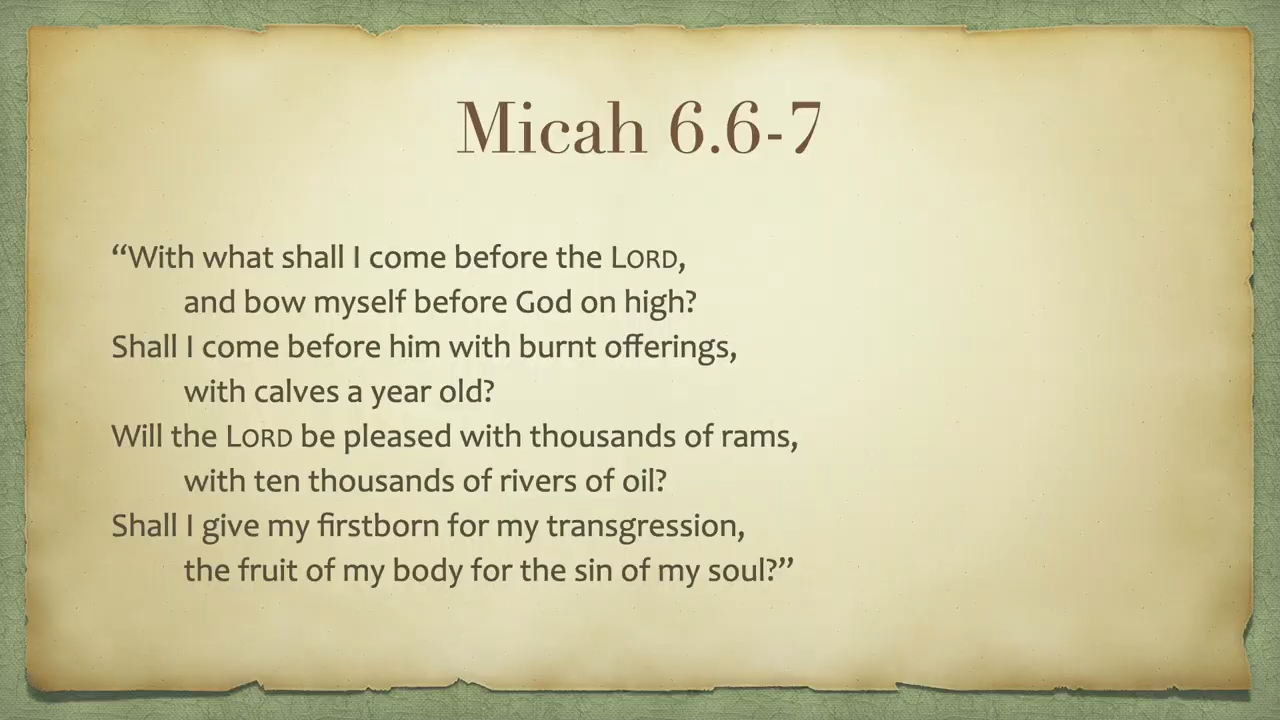 Micah 6.6-7
“With what shall I come before the LORD,
and bow myself before God on high?
Shall I come before him with burnt offerings,
with calves a year old?
Will the LORD be pleased with thousands of rams,
with ten thousands of rivers of oil?
Shall I give my firstborn for my transgression,
the fruit of my body for the sin of my soul?”